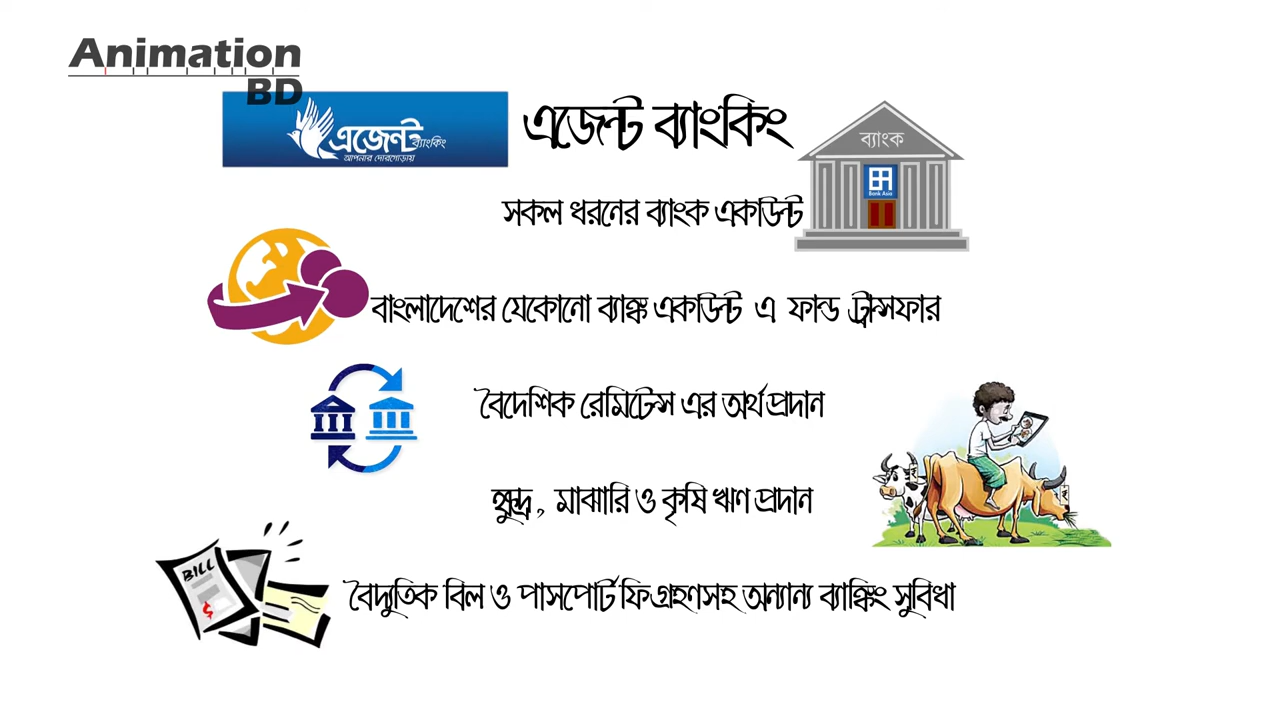 Animation
BD
এজেন্ট ব্যাংকিং
আপনার দোরগোড়ায়
এজেন্ট ব্যাংকিং
ব্যাংক
Bank Asia
সকল ধরনের ব্যাংক একাউন্ট
বাংলাদেশের যেকোনো ব্যাঙ্ক একাউন্ট এ ফান্ড ট্রান্সফার
বৈদেশিক রেমিটেন্স এর অর্থ প্রদান
ক্ষুদ্র, মাঝারি ও কৃষি ঋণ প্রদান
BILL
$
বৈদ্যুতিক বিল ও পাসপোর্ট ফি গ্রহণসহ অন্যান্য ব্যাঙ্কিং সুবিধা